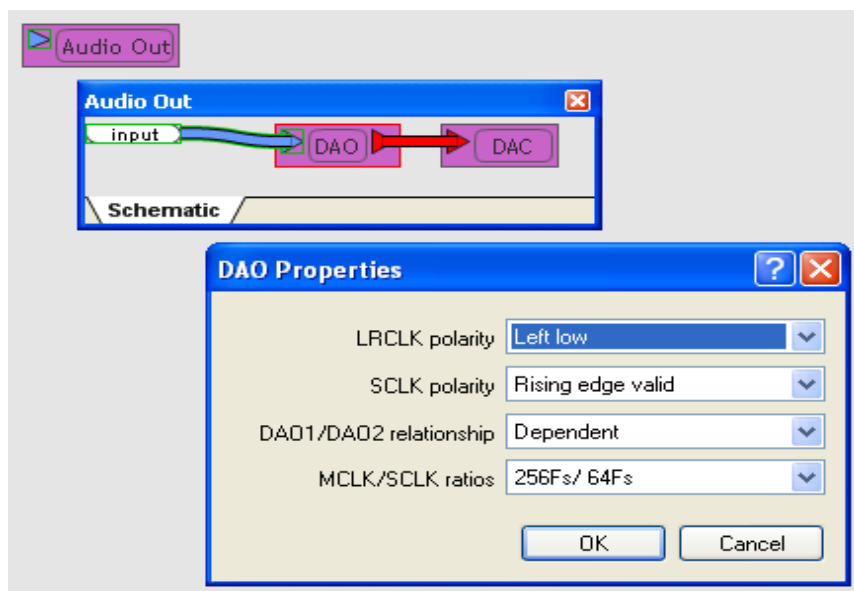 Audio Out
Audio Out
input
DAO
DAC
Schematic
DAO Properties
LRCLK polarity Left low
SCLK polarity Rising edge valid
DAO1/DAO2 relationship Dependent
MCLK/SCLK ratios 256Fs/ 64Fs
OK Cancel